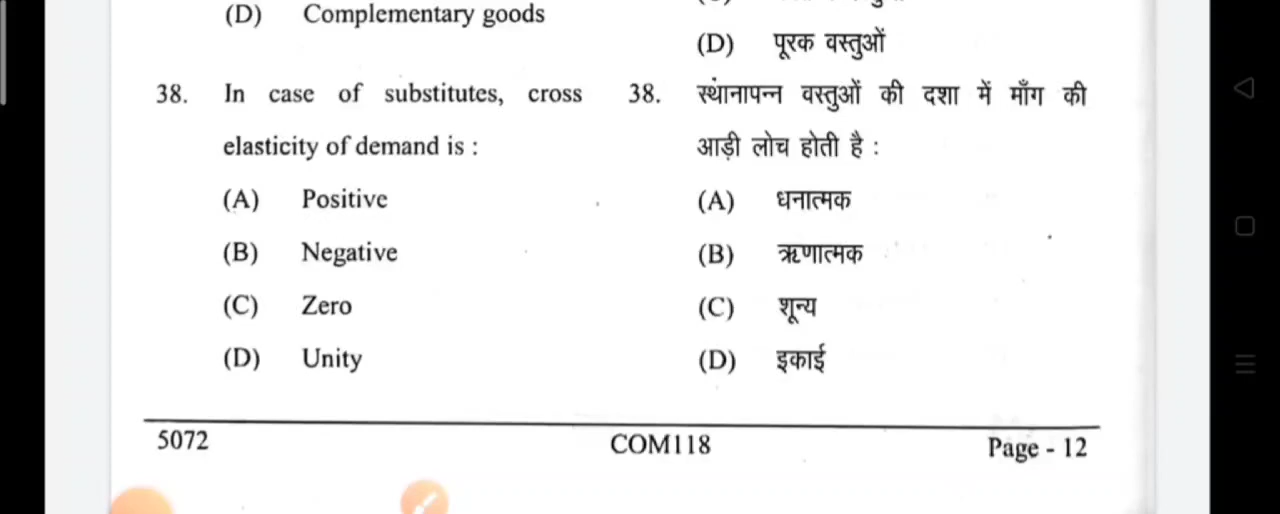 (D) Complementary goods
(D) पूरक वस्तुओं
38. In case of substitutes, cross
elasticity of demand is :
(A) Positive
(B) Negative
(C) Zero
(D) Unity
38. स्थानापन्न वस्तुओं की दशा में माँग की
आड़ी लोच होती है :
(A) धनात्मक
(B) ऋणात्मक
(C) शून्य
(D) इकाई
5072 COM118 Page - 12